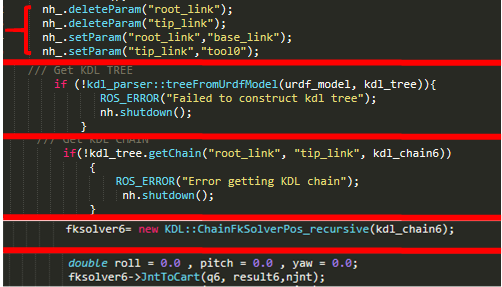 nh_.deleteParam("root_link");
nh_.deleteParam("tip_link");
nh_.setParam("root_link","base_link");
nh_.setParam("tip_link","tool0");
/// Get KDL TREE
if (!kdl_parser::treeFromUrdfModel(urdf_model, kdl_tree)){
ROS_ERROR("Failed to construct kdl tree");
nh.shutdown();
}
/// Get KDL CHAIN
if(!kdl_tree.getChain("root_link", "tip_link", kdl_chain6))
{
ROS_ERROR("Error getting KDL chain");
nh.shutdown();
}
fksolver6= new KDL::ChainFkSolverPos_recursive(kdl_chain6);
double roll = 0.0 , pitch = 0.0 , yaw = 0.0;
fksolver6->JntToCart(q6, result6,njnt);